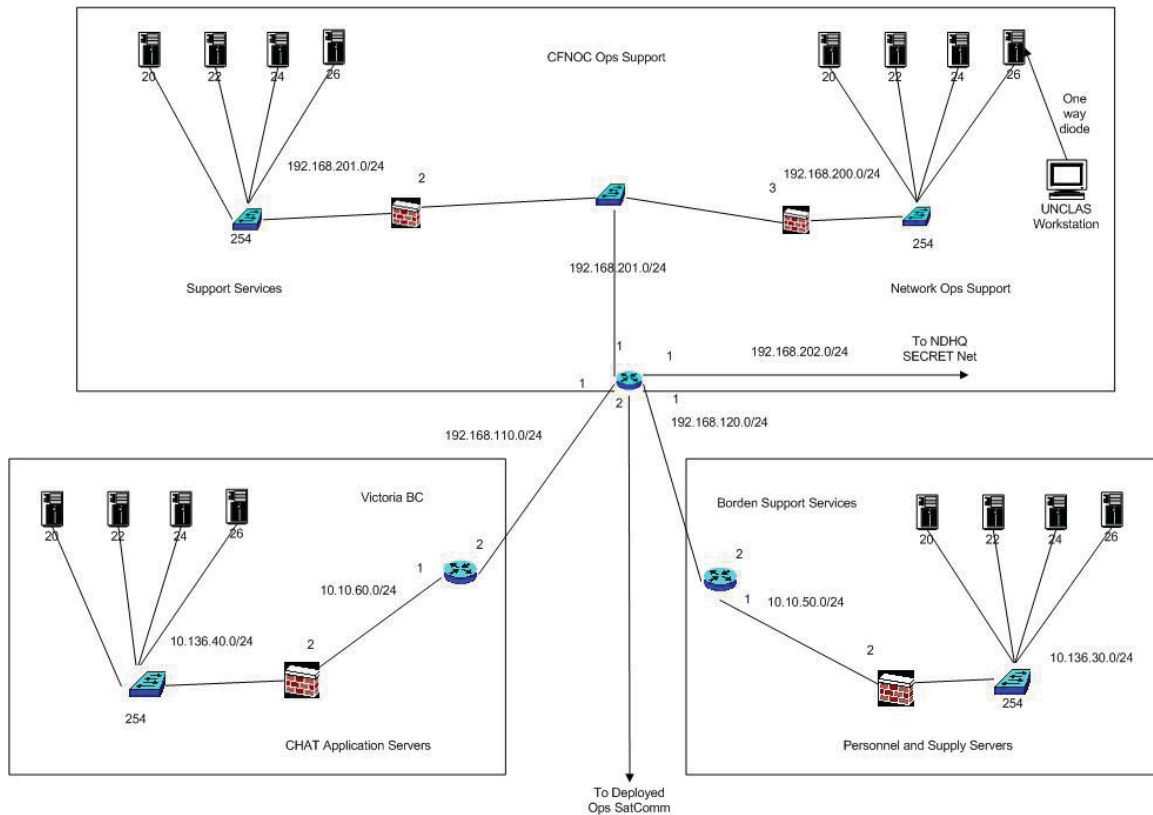 CFNOC Ops Support
20
22
24
26
20
22
24
26
One
way
diode
192.168.201.0/24
2
3
192.168.200.0/24
UNCLAS
Workstation
254
254
192.168.201.0/24
Support Services
Network Ops Support
1
1
192.168.202.0/24
To NDHQ
SECRET Net
1
2
1
192.168.110.0/24
192.168.120.0/24
Victoria BC
20
22
24
26
2
1
10.10.60.0/24
10.136.40.0/24
2
254
CHAT Application Servers
Borden Support Services
20
22
24
26
2
1
10.10.50.0/24
2
10.136.30.0/24
254
Personnel and Supply Servers
To Deployed
Ops SatComm